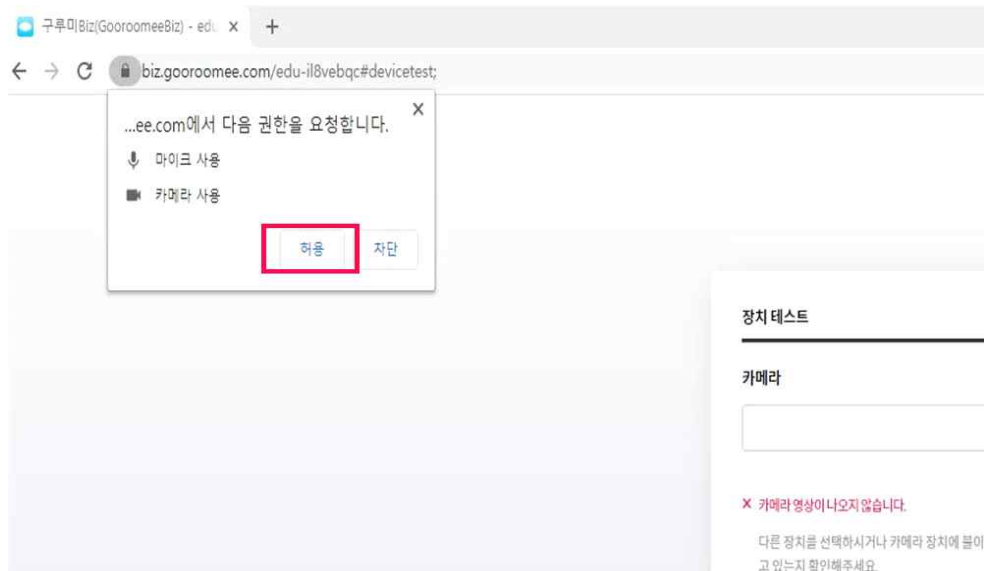 구루미Biz(GooroomeeBiz) - edu
biz.gooroomee.com/edu-il8vebqc#devicetest;
...ee.com에서 다음 권한을 요청합니다.
마이크 사용
카메라 사용
허용 차단
장치 테스트
카메라
X 카메라 영상이 나오지 않습니다.
다른 장치를 선택하시거나 카메라 장치에 불이
고 있는지 확인해주세요.